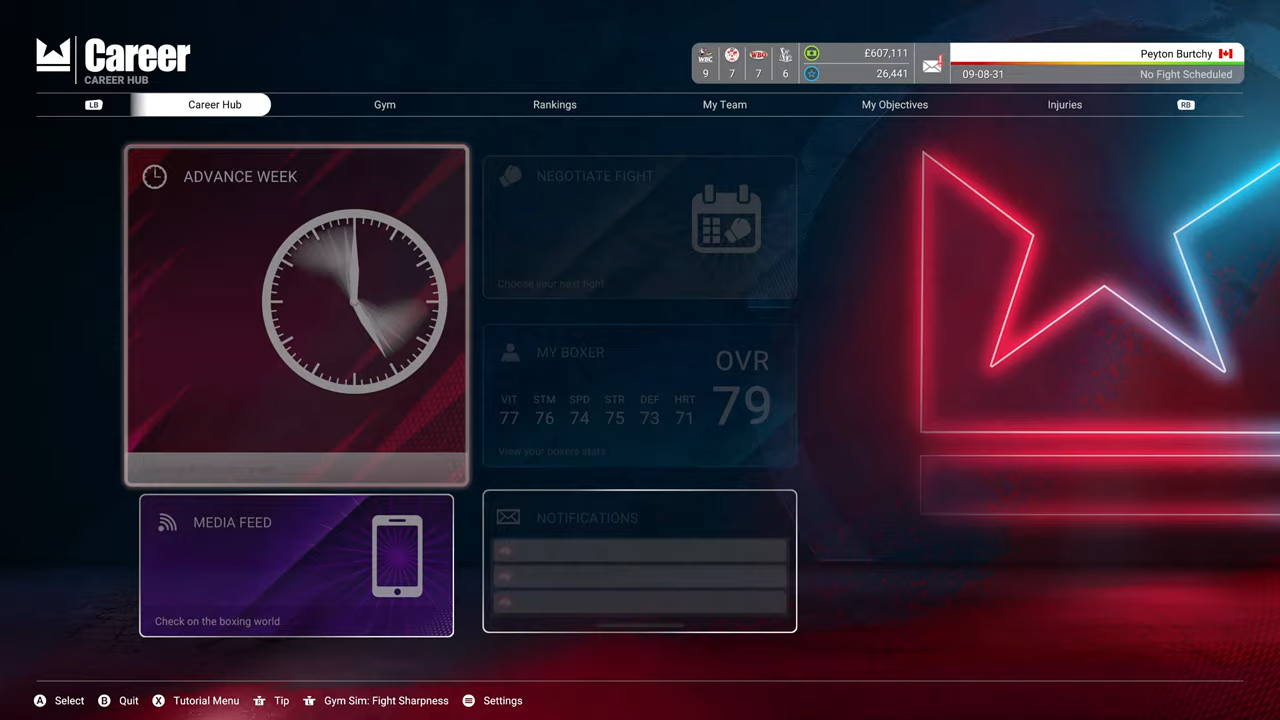 Career
CAREER HUB
WBC
WBO
9 7 7 6
£607,111
26,441
Peyton Burtchy
09-08-31
No Fight Scheduled
LB
Career Hub
Gym
Rankings
My Team
My Objectives
Injuries
RB
ADVANCE WEEK
NEGOTIATE FIGHT
Choose your next fight
MY BOXER
OVR
79
VIT STM SPD STR DEF HRT
77 76 74 75 73 71
View your boxers stats
MEDIA FEED
Check on the boxing world
NOTIFICATIONS
A Select
B Quit
X Tutorial Menu
Tip
Gym Sim: Fight Sharpness
Settings